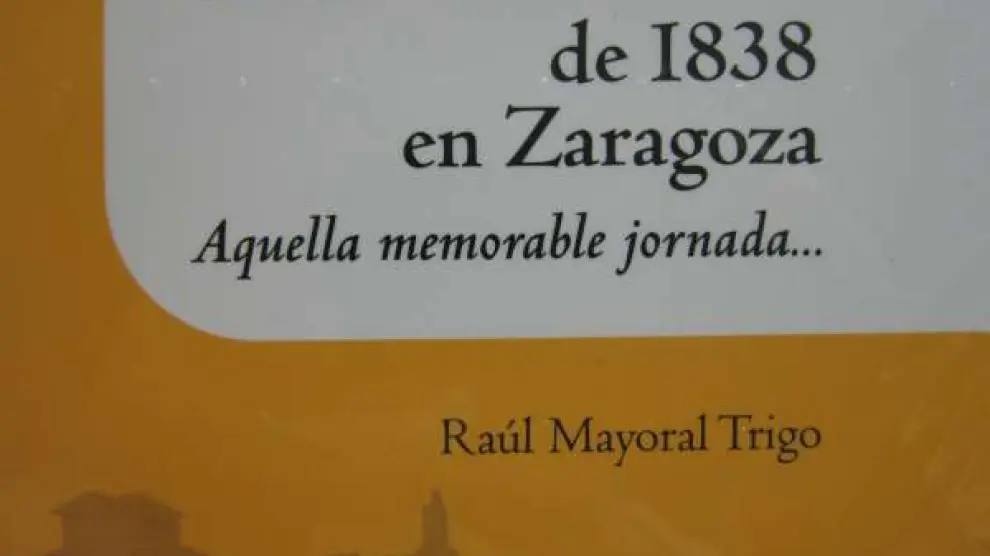 de 1838
en Zaragoza
Aquella memorable jornada...
Raúl Mayoral Trigo